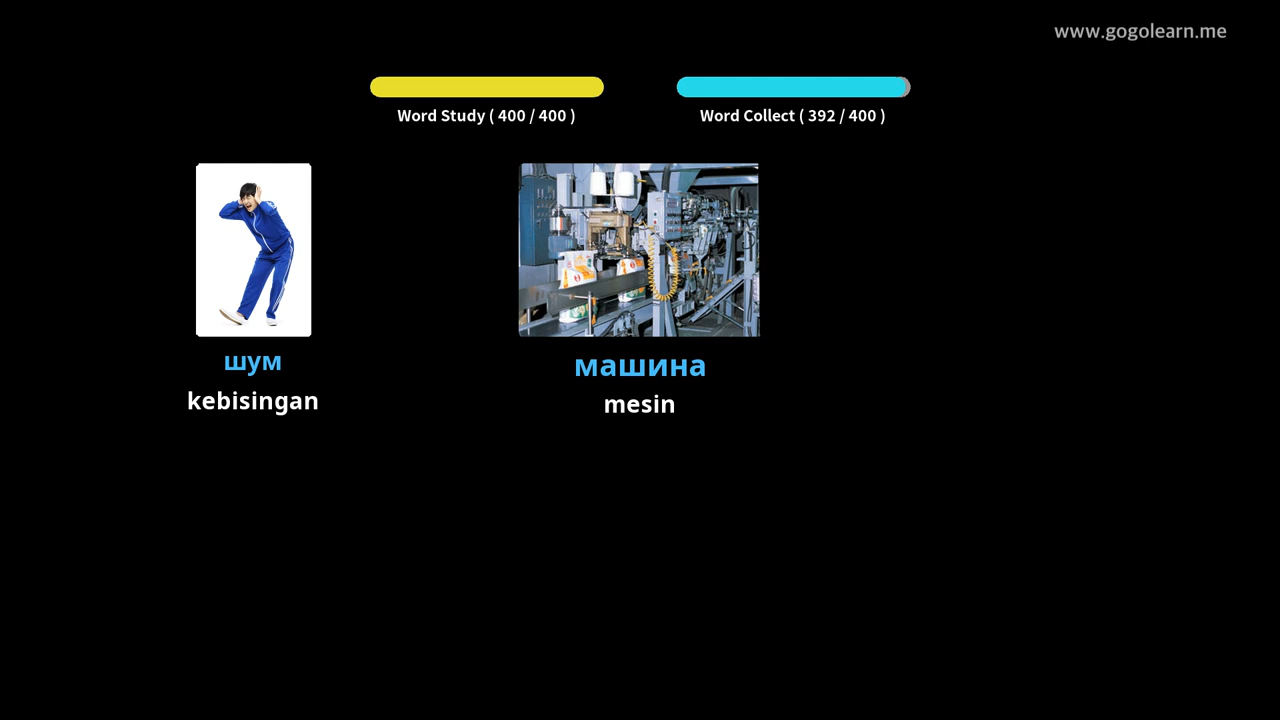 www.gogolearn.me
Word Study ( 400 / 400 )
Word Collect ( 392 / 400 )
шум
kebisingan
машина
mesin